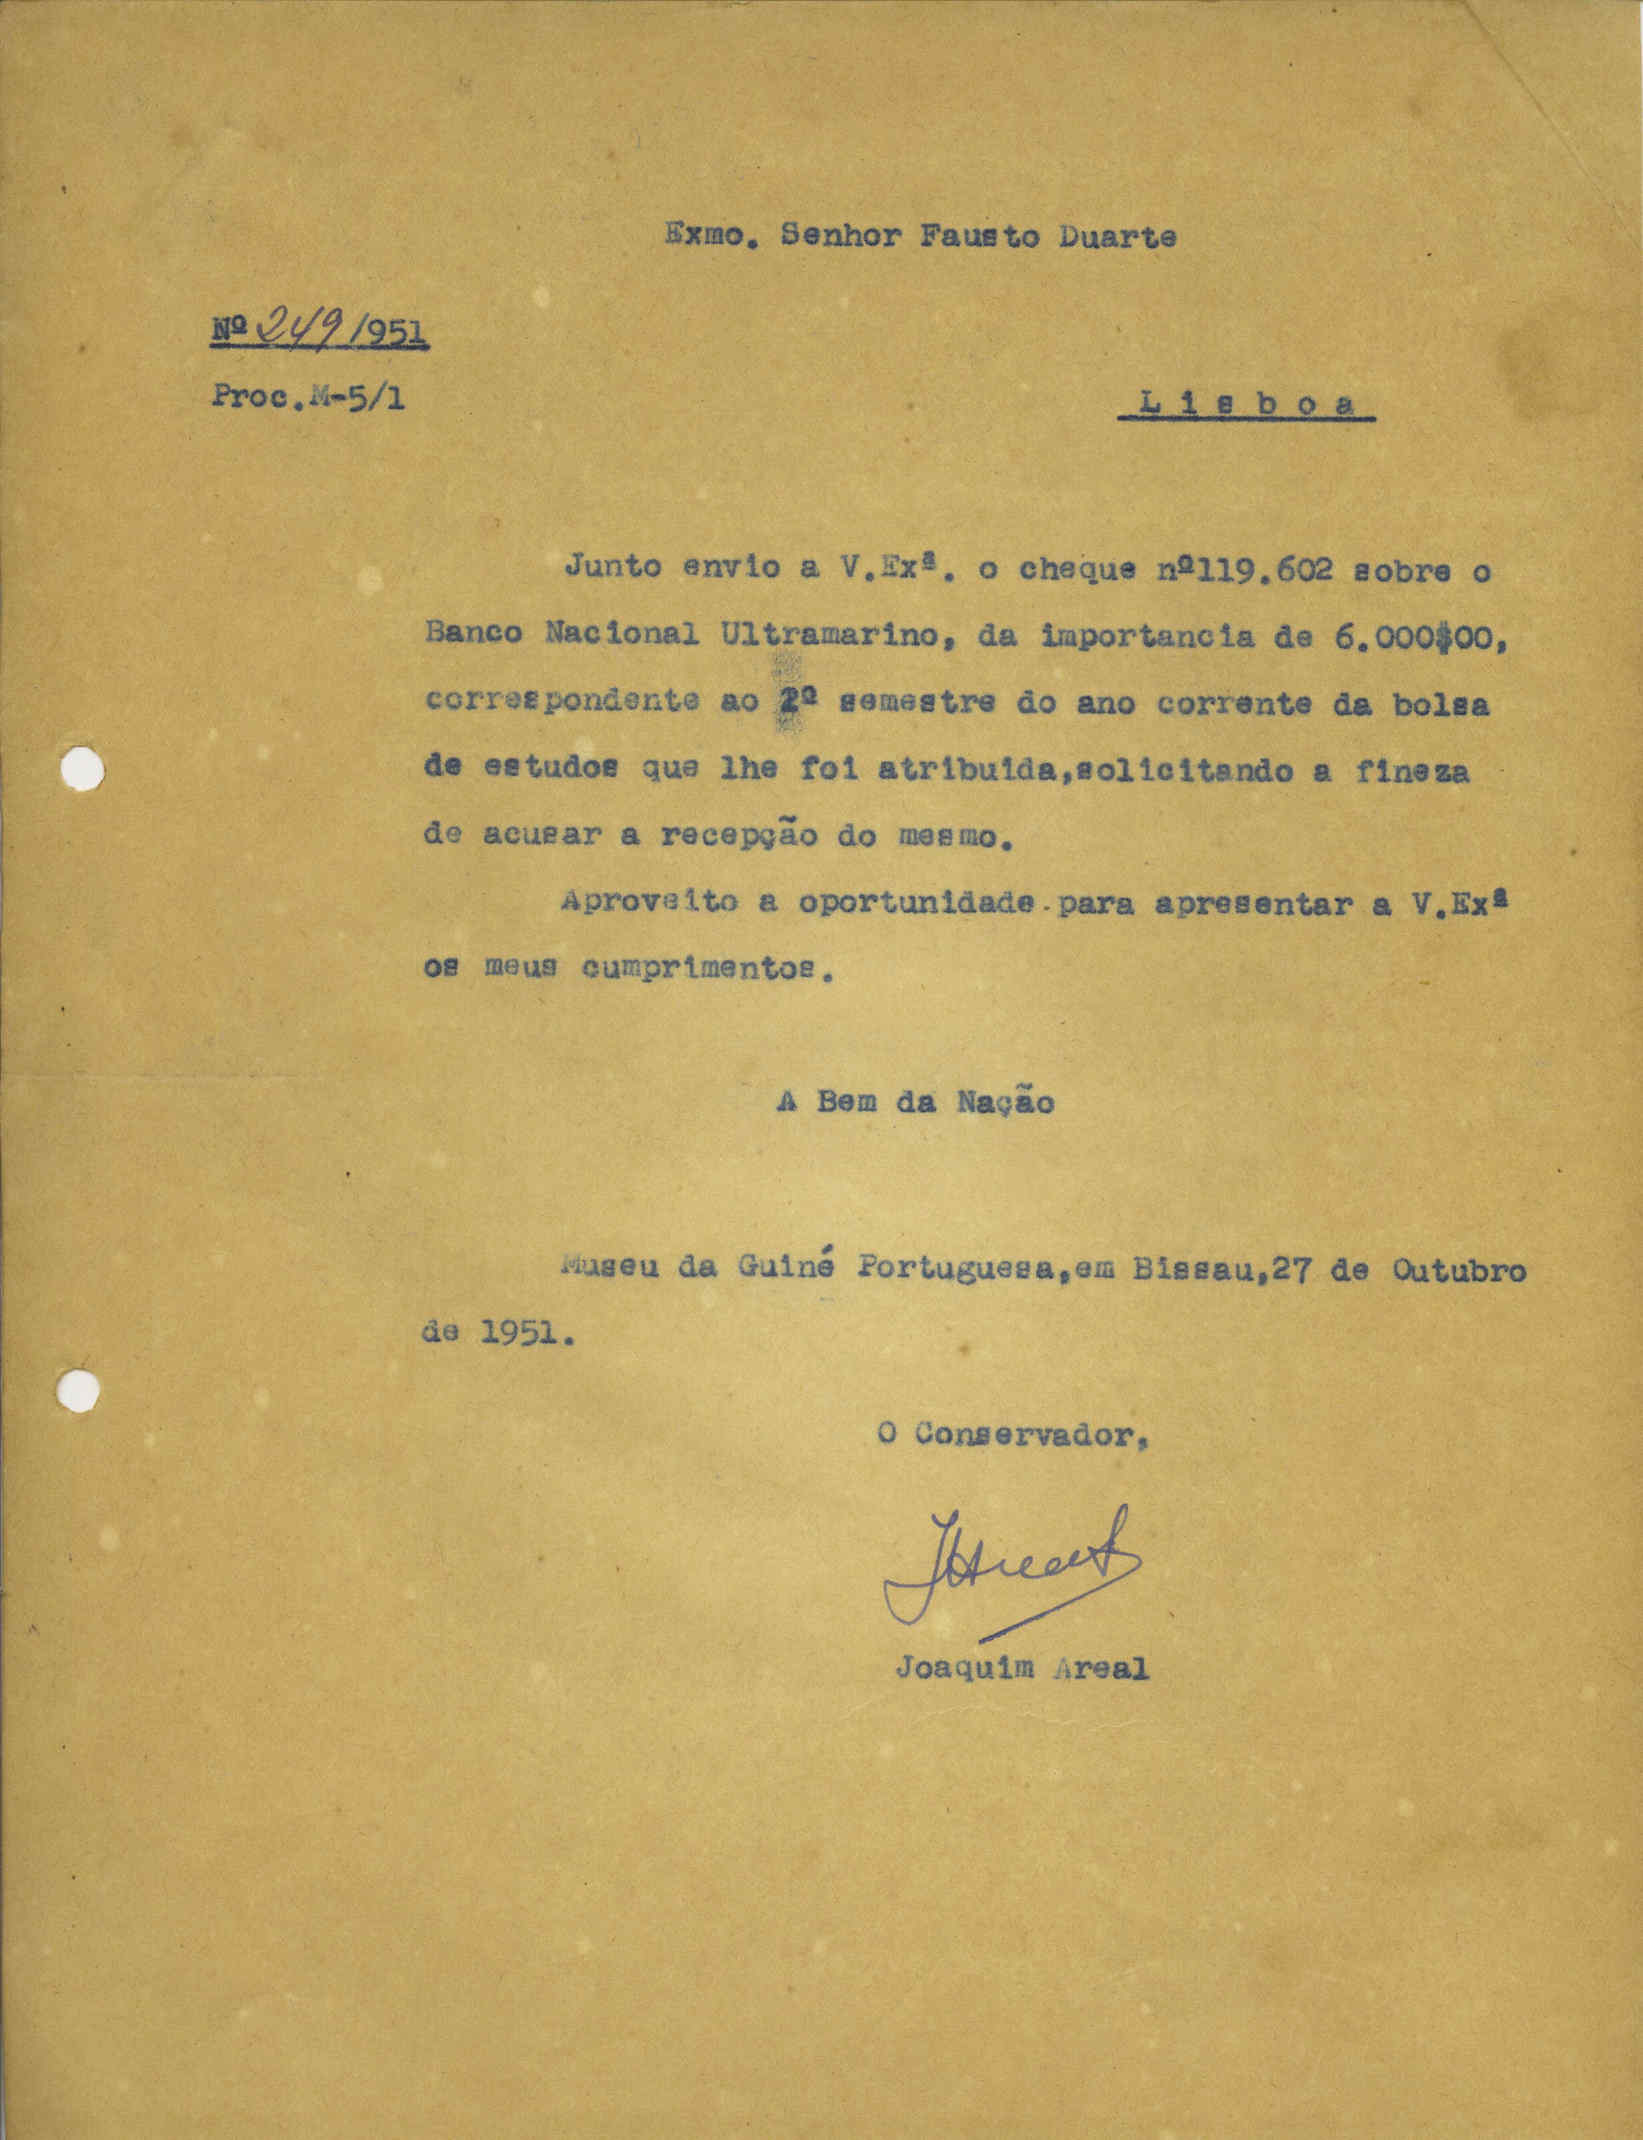 Exmo. Senhor Fausto Duarte
Nº 249/951
Proc.M-5/1
L i s b o a
Junto envio a V.Exª. o cheque nº119.602 sobre o
Banco Nacional Ultramarino, da importancia de 6.000$00,
correspondente ao 2º semestre do ano corrente da bolsa
de estudos que lhe foi atribuida,solicitando a fineza
de acusar a recepção do mesmo.
Aproveito a oportunidade para apresentar a V.Exª
os meus cumprimentos.
A Bem da Nação
Museu da Guiné Portuguesa,em Bissau,27 de Outubro
de 1951.
O Conservador,
JAreal
Joaquim Areal